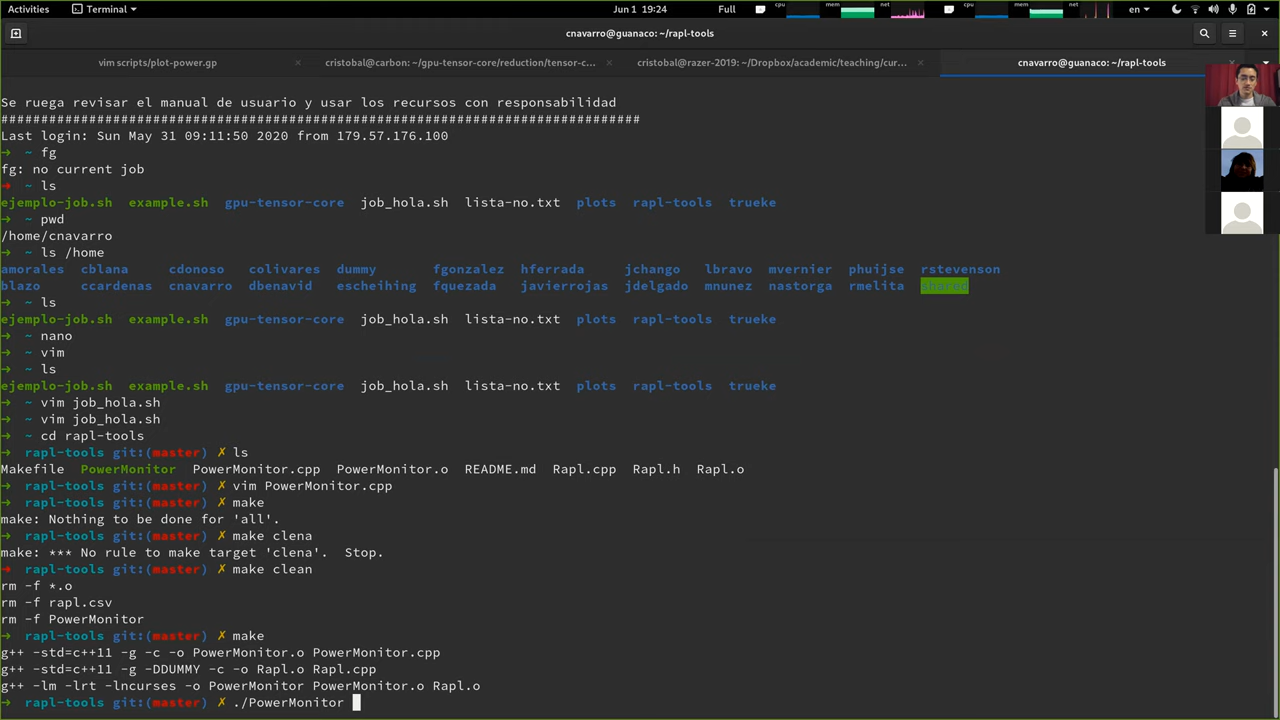 Activities
Terminal
Jun 1 19:24
Full
cpu
mem
net
cpu
mem
net
en
cnavarro@guanaco: ~/rapl-tools
vim scripts/plot-power.gp
cristobal@carbon: ~/gpu-tensor-core/reduction/tensor-c...
cristobal@razer-2019: ~/Dropbox/academic/teaching/cur...
cnavarro@guanaco: ~/rapl-tools
Se ruega revisar el manual de usuario y usar los recursos con responsabilidad
################################################################################
Last login: Sun May 31 09:11:50 2020 from 179.57.176.100
→ ~ fg
fg: no current job
→ ~ ls
ejemplo-job.sh example.sh gpu-tensor-core job_hola.sh lista-no.txt plots rapl-tools trueke
→ ~ pwd
/home/cnavarro
→ ~ ls /home
amorales cblana cdonoso colivares dummy fgonzalez hferrada jchango lbravo mvernier phuijse rstevenson
blazo ccardenas cnavarro dbenavid escheihing fquezada javierrojas jdelgado mnunez nastorga rmelita shared
→ ~ ls
ejemplo-job.sh example.sh gpu-tensor-core job_hola.sh lista-no.txt plots rapl-tools trueke
→ ~ nano
→ ~ vim
→ ~ ls
ejemplo-job.sh example.sh gpu-tensor-core job_hola.sh lista-no.txt plots rapl-tools trueke
→ ~ vim job_hola.sh
→ ~ vim job_hola.sh
→ ~ cd rapl-tools
→ rapl-tools git:(master) ✗ ls
Makefile PowerMonitor PowerMonitor.cpp PowerMonitor.o README.md Rapl.cpp Rapl.h Rapl.o
→ rapl-tools git:(master) ✗ vim PowerMonitor.cpp
→ rapl-tools git:(master) ✗ make
make: Nothing to be done for 'all'.
→ rapl-tools git:(master) ✗ make clena
make: *** No rule to make target 'clena'.  Stop.
→ rapl-tools git:(master) ✗ make clean
rm -f *.o
rm -f rapl.csv
rm -f PowerMonitor
→ rapl-tools git:(master) ✗ make
g++ -std=c++11 -g -c -o PowerMonitor.o PowerMonitor.cpp
g++ -std=c++11 -g -DDUMMY -c -o Rapl.o Rapl.cpp
g++ -lm -lrt -lncurses -o PowerMonitor PowerMonitor.o Rapl.o
→ rapl-tools git:(master) ✗ ./PowerMonitor